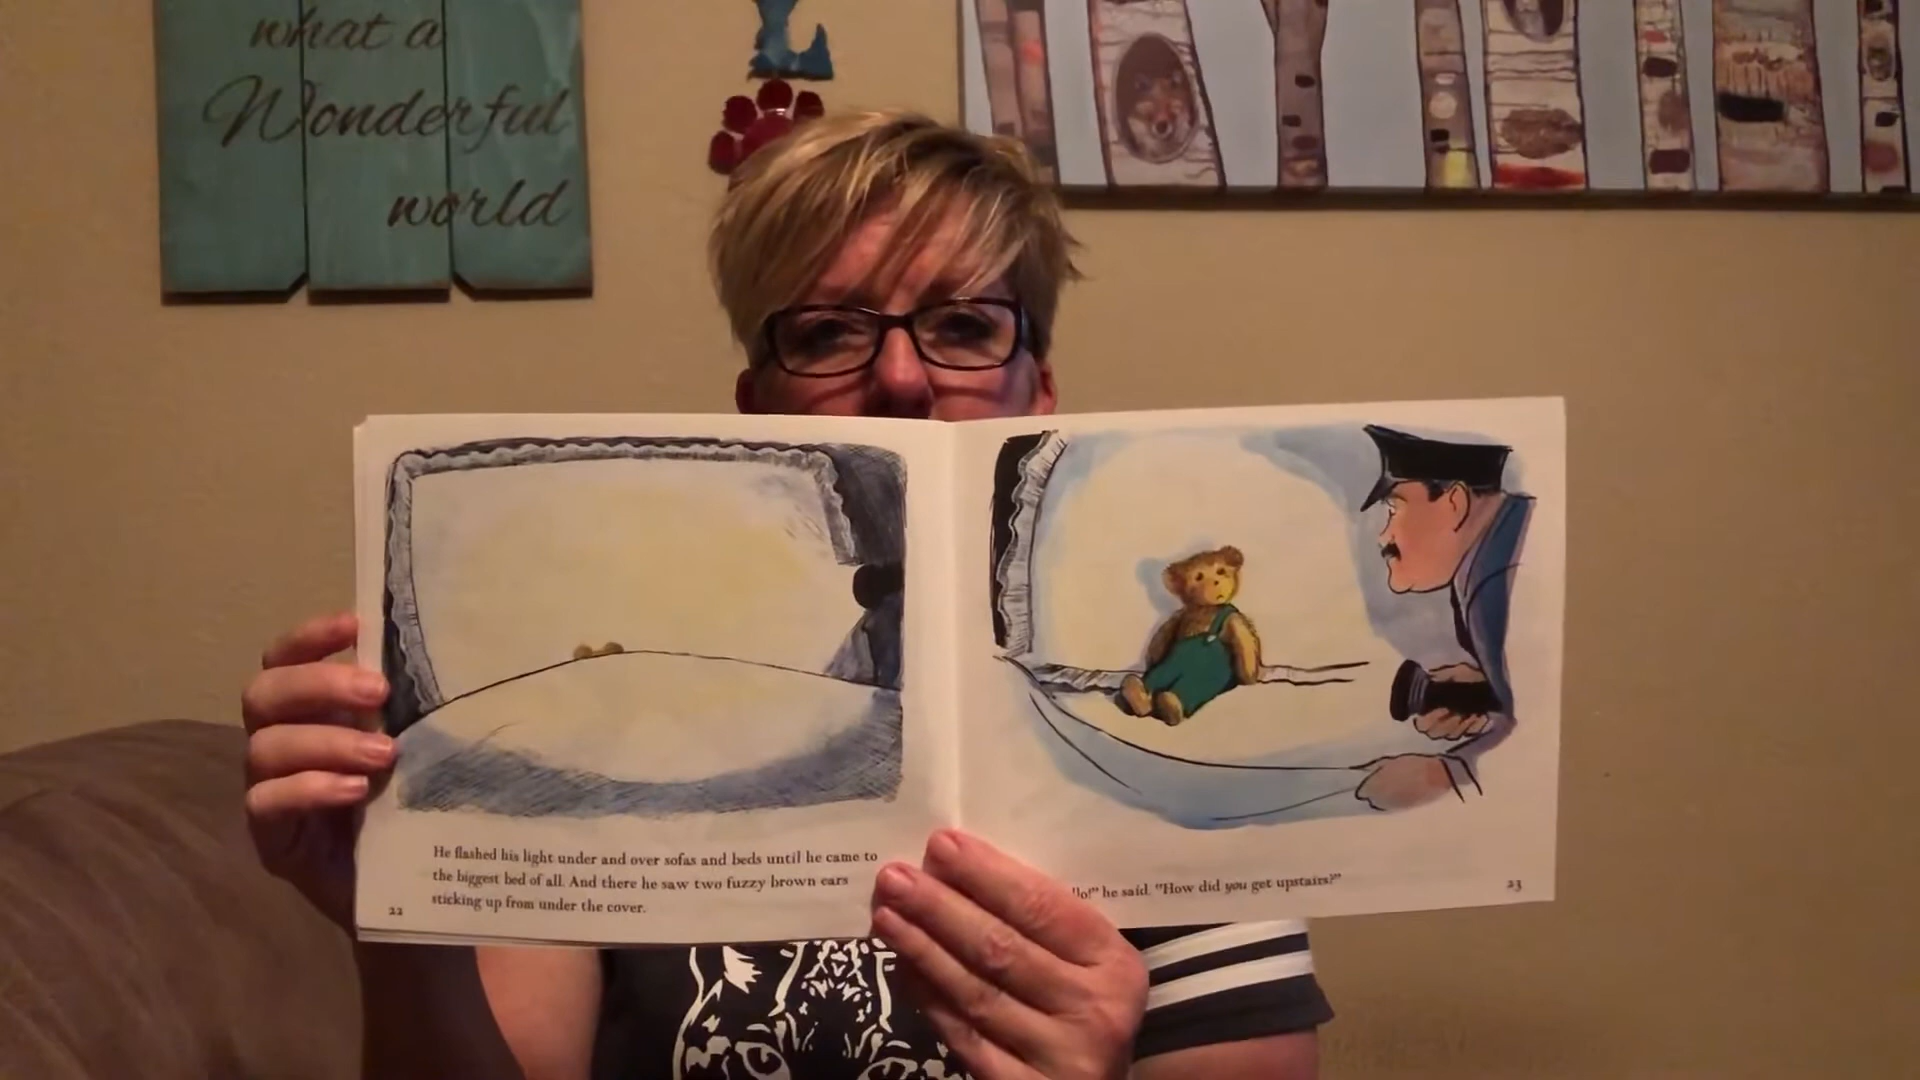 what a
Wonderful
world
He flashed his light under and over sofas and beds until he came to
the biggest bed of all. And there he saw two fuzzy brown ears
sticking up from under the cover.
22
llo!" he said. "How did you get upstairs?"
23